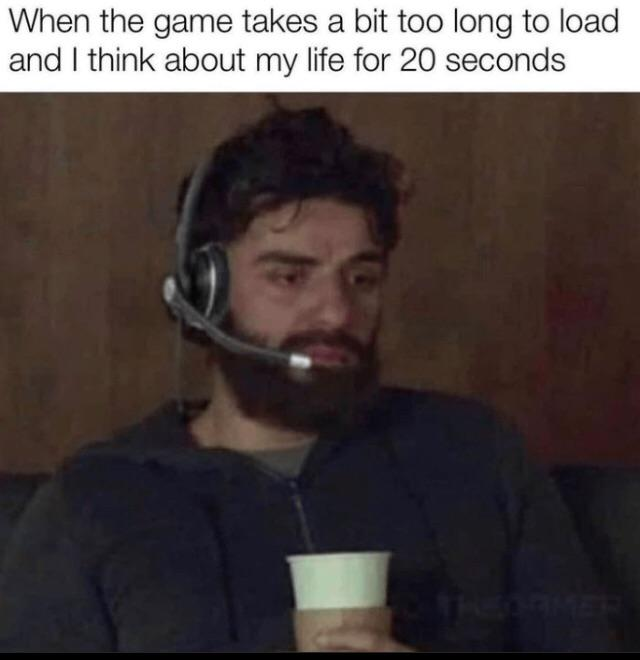 When the game takes a bit too long to load
and I think about my life for 20 seconds